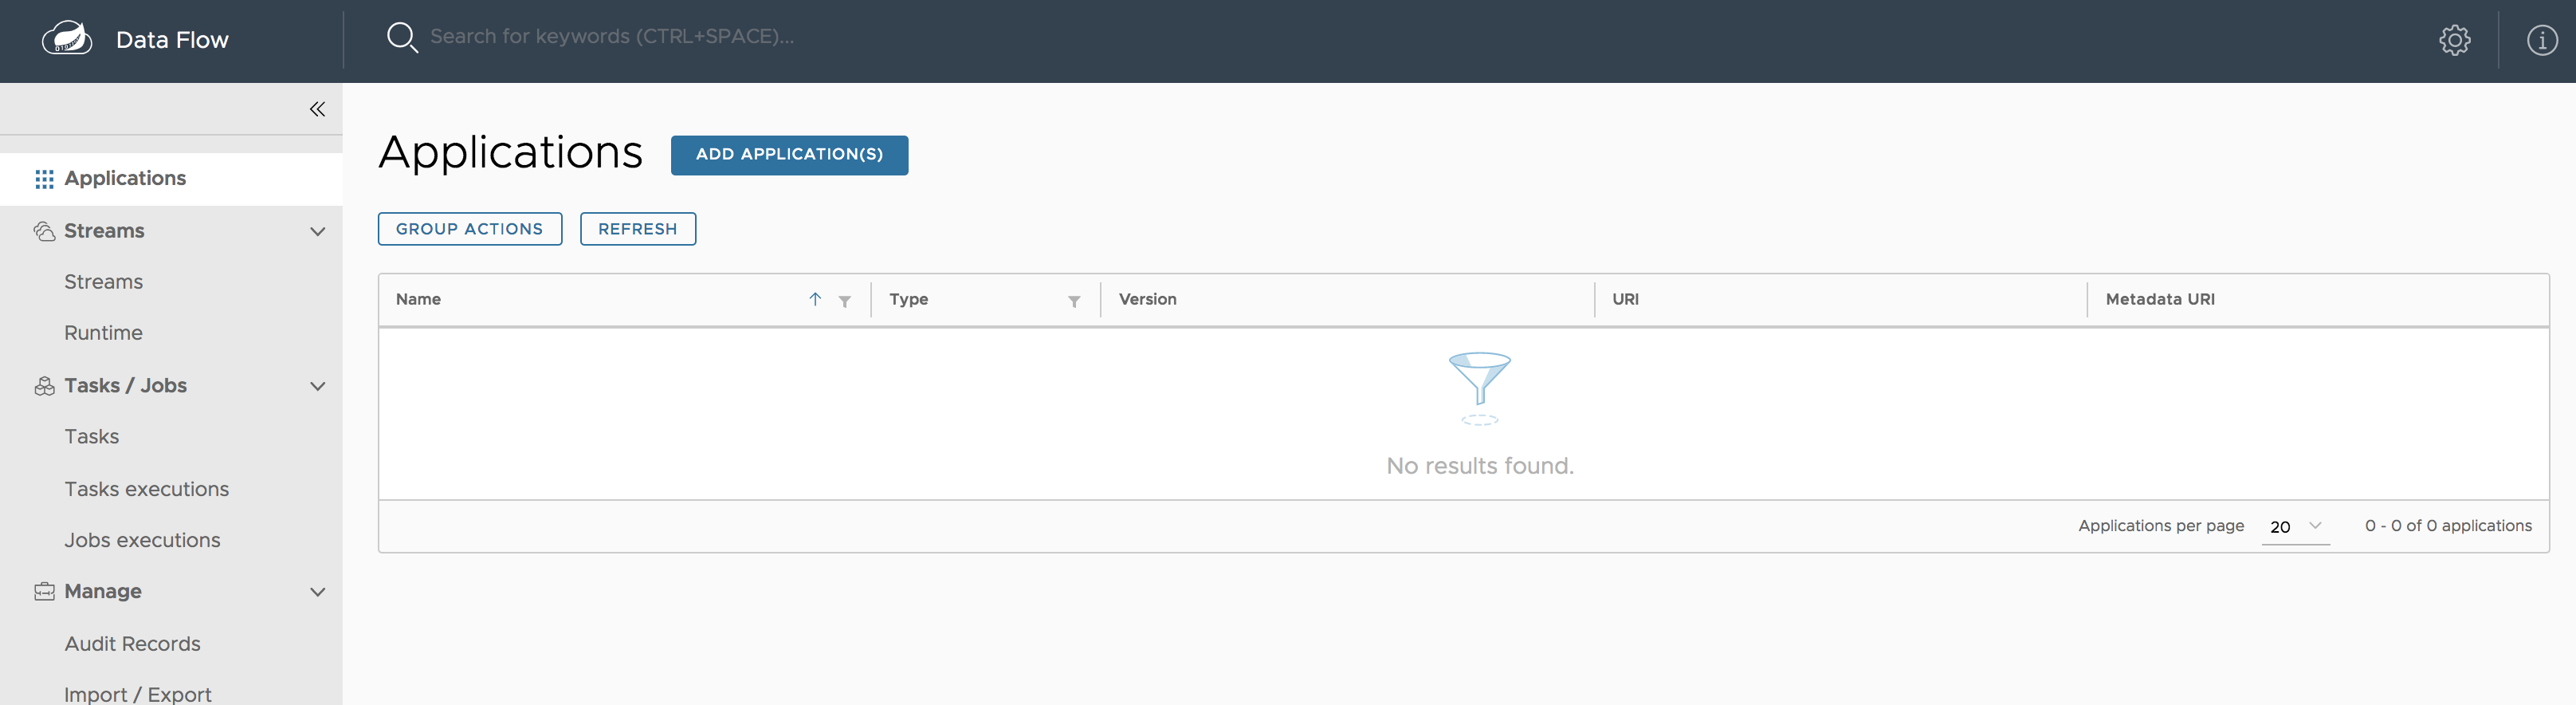 Data Flow
Search for keywords (CTRL+SPACE)...
Applications
Streams
Streams
Runtime
Tasks / Jobs
Tasks
Tasks executions
Jobs executions
Manage
Audit Records
Import / Export
Applications ADD APPLICATION(S)
GROUP ACTIONS REFRESH
Name Type Version URI Metadata URI
No results found.
Applications per page 20 0 - 0 of 0 applications